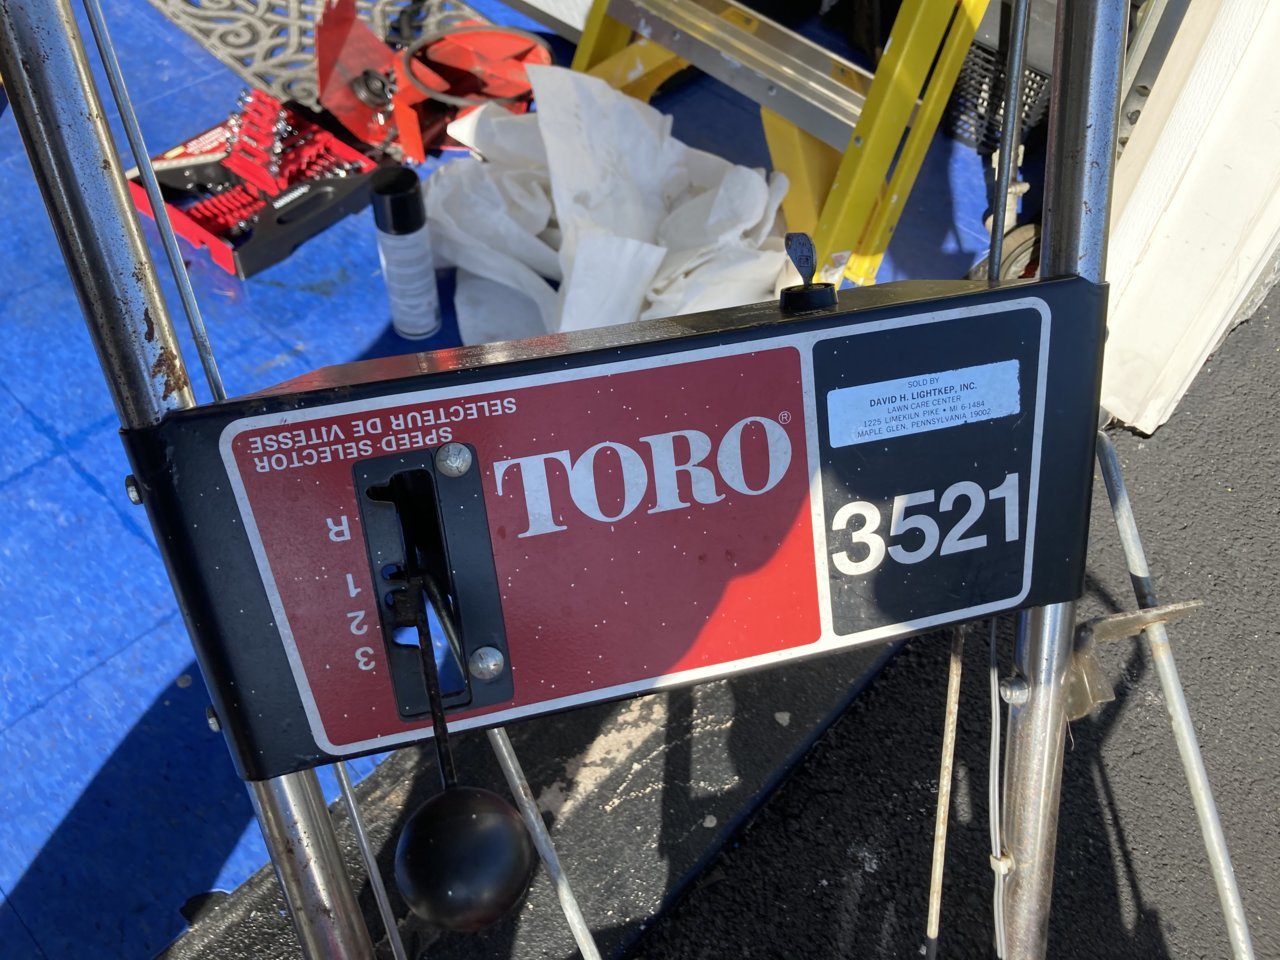 SPEED SELECTOR
SELECTEUR DE VITESSE
R
1
2
3
TORO®
3521
SOLD BY
DAVID H. LIGHTKEP, INC.
LAWN CARE CENTER
1225 LIMEKILN PIKE • MI 6-1484
MAPLE GLEN, PENNSYLVANIA 19002